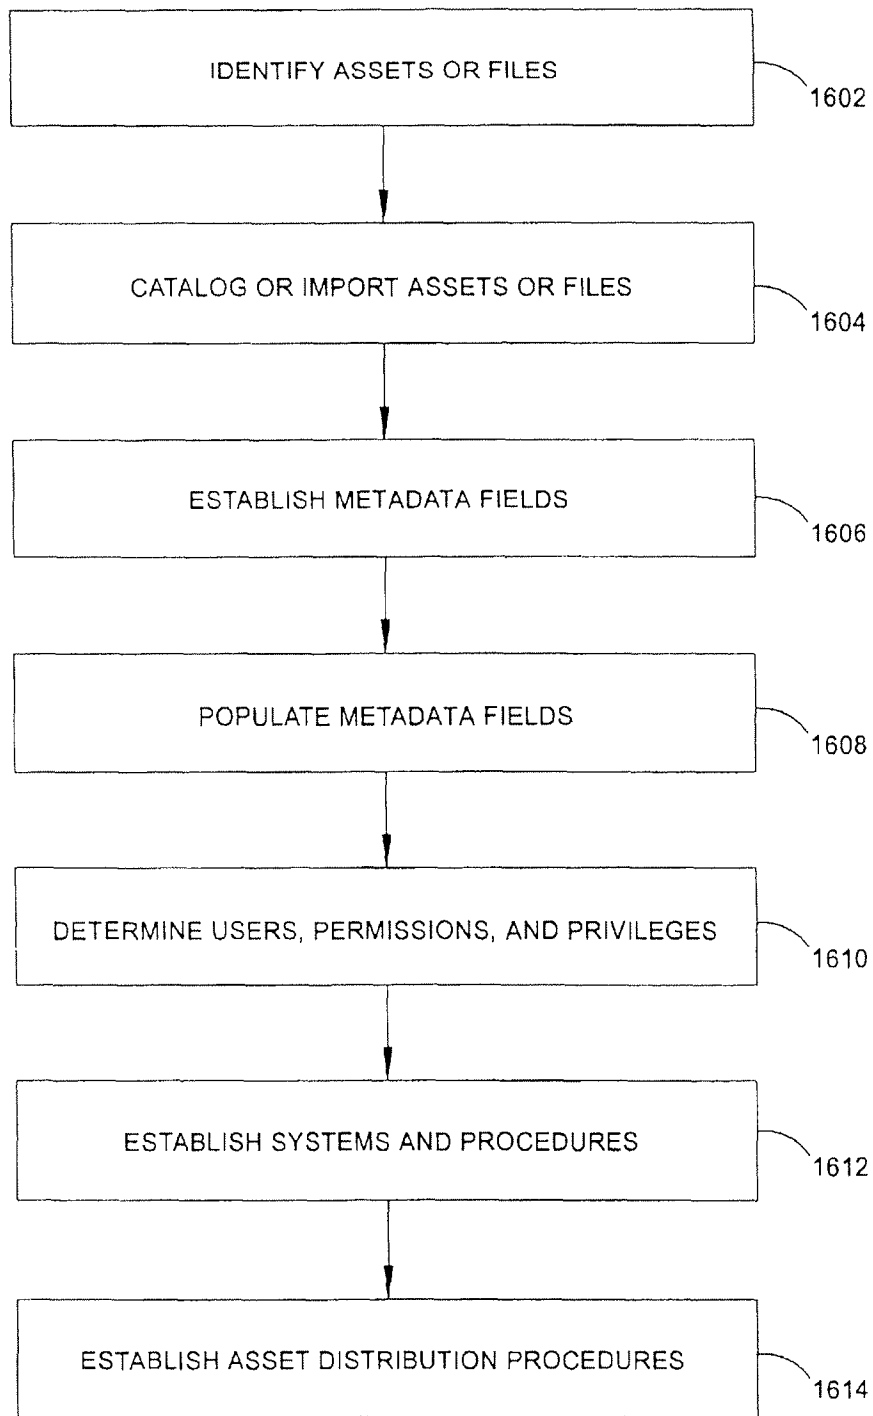 IDENTIFY ASSETS OR FILES
1602
CATALOG OR IMPORT ASSETS OR FILES
1604
ESTABLISH METADATA FIELDS
1606
POPULATE METADATA FIELDS
1608
DETERMINE USERS, PERMISSIONS, AND PRIVILEGES
1610
ESTABLISH SYSTEMS AND PROCEDURES
1612
ESTABLISH ASSET DISTRIBUTION PROCEDURES
1614